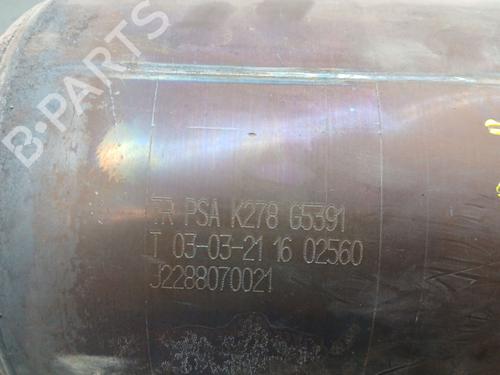 B-PARTS
TR PSA K278 G5391
T 03-03-21 16 02560
J2288070021